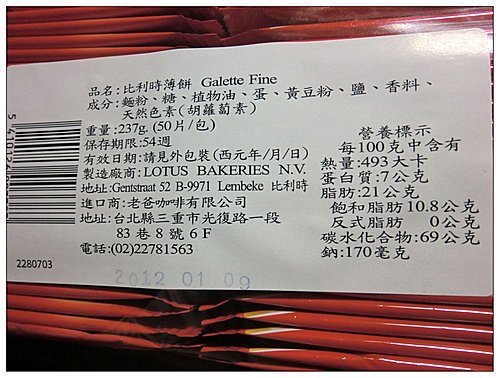 品名:比利時薄餅 Galette Fine
成分:麵粉、糖、植物油、蛋、黃豆粉、鹽、香料、
天然色素(胡蘿蔔素)
重量:237g. (50片/包)
保存期限:54週
有效日期:請見外包裝(西元年/月/日)
製造廠商:LOTUS BAKERIES N.V.
地址:Gentstraat 52 B-9971 Lembeke 比利時
進口商:老爸咖啡有限公司
地址:台北縣三重市光復路一段
83 巷 8 號 6 F
電話:(02)22781563
營養標示
每100克中含有
熱量:493大卡
蛋白質:7公克
脂肪:21公克
飽和脂肪 10.8公克
反式脂肪 0公克
碳水化合物:69公克
鈉:170毫克
2280703
2012 01 09